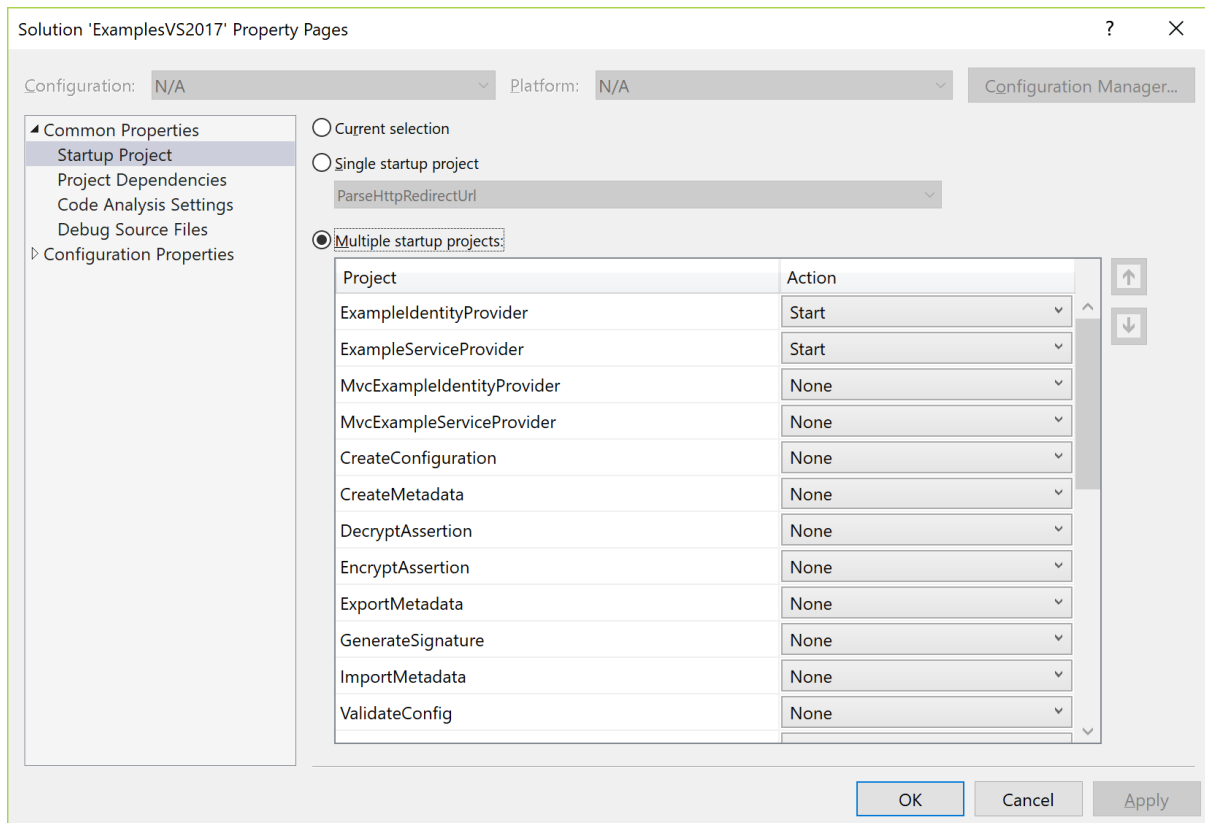 Solution 'ExamplesVS2017' Property Pages ?
Configuration: N/A Platform: N/A Configuration Manager...
Common Properties
Startup Project
Project Dependencies
Code Analysis Settings
Debug Source Files
Configuration Properties
Current selection
Single startup project
ParseHttpRedirectUrl
Multiple startup projects:
Project Action
ExampleIdentityProvider Start
ExampleServiceProvider Start
MvcExampleIdentityProvider None
MvcExampleServiceProvider None
CreateConfiguration None
CreateMetadata None
DecryptAssertion None
EncryptAssertion None
ExportMetadata None
GenerateSignature None
ImportMetadata None
ValidateConfig None
OK Cancel Apply